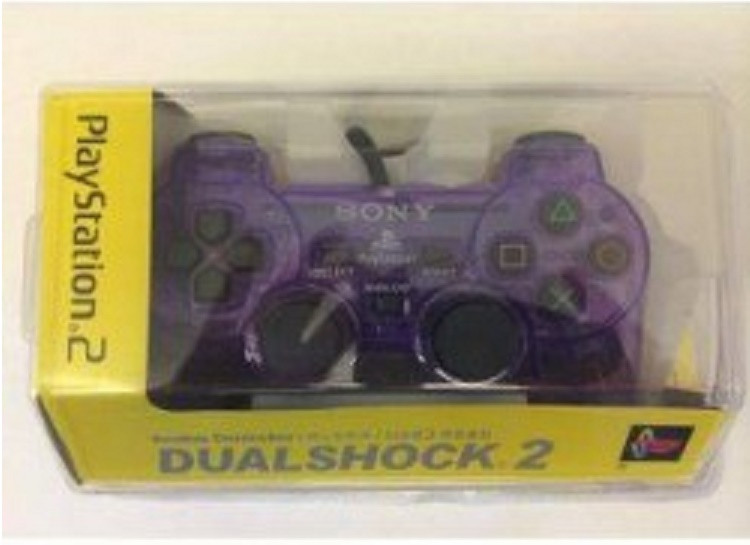 PlayStation®2
SONY
PlayStation
SELECT START
ANALOG
DUALSHOCK®2